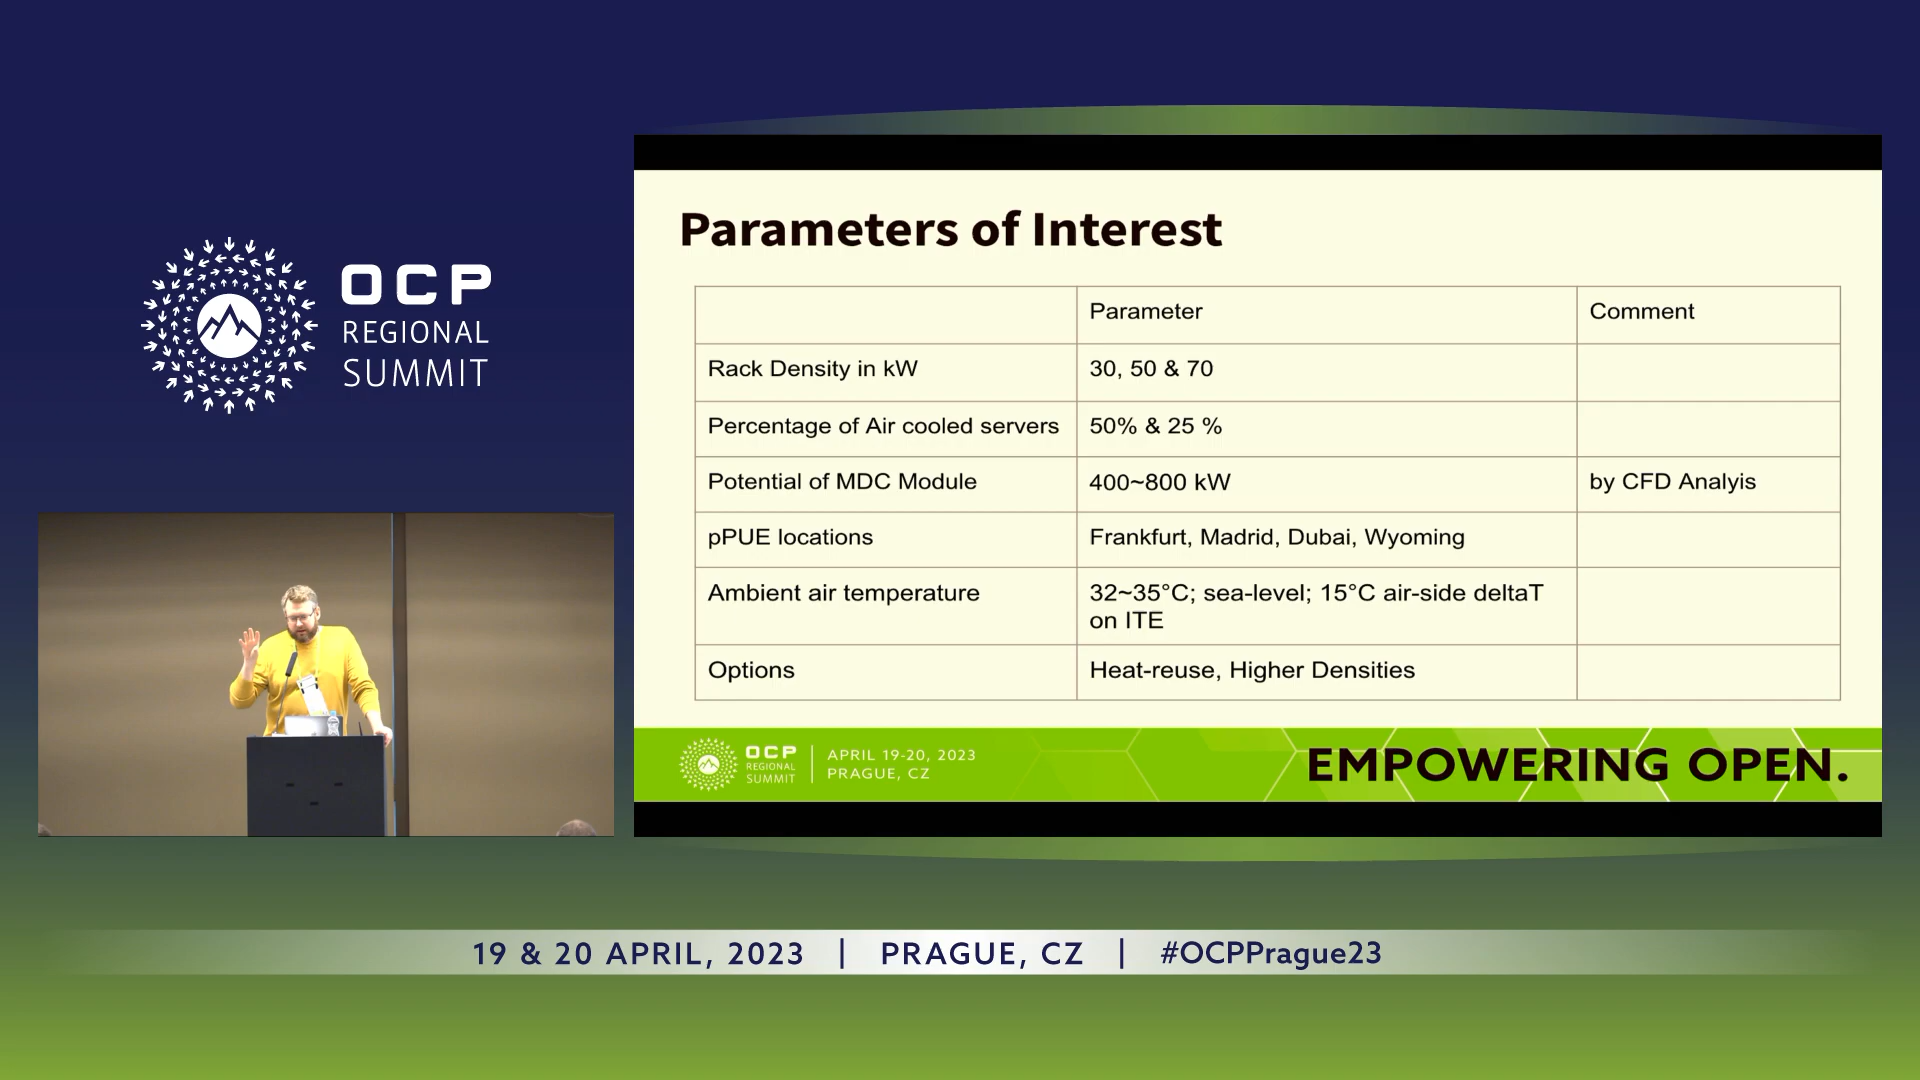 OCP
REGIONAL
SUMMIT
Parameters of Interest
Parameter
Comment
Rack Density in kW
30, 50 & 70
Percentage of Air cooled servers
50% & 25 %
Potential of MDC Module
400~800 kW
by CFD Analyis
pPUE locations
Frankfurt, Madrid, Dubai, Wyoming
Ambient air temperature
32~35°C; sea-level; 15°C air-side deltaT
on ITE
Options
Heat-reuse, Higher Densities
OCP
REGIONAL
SUMMIT
APRIL 19-20, 2023
PRAGUE, CZ
EMPOWERING OPEN.
19 & 20 APRIL, 2023 | PRAGUE, CZ | #OCPPrague23